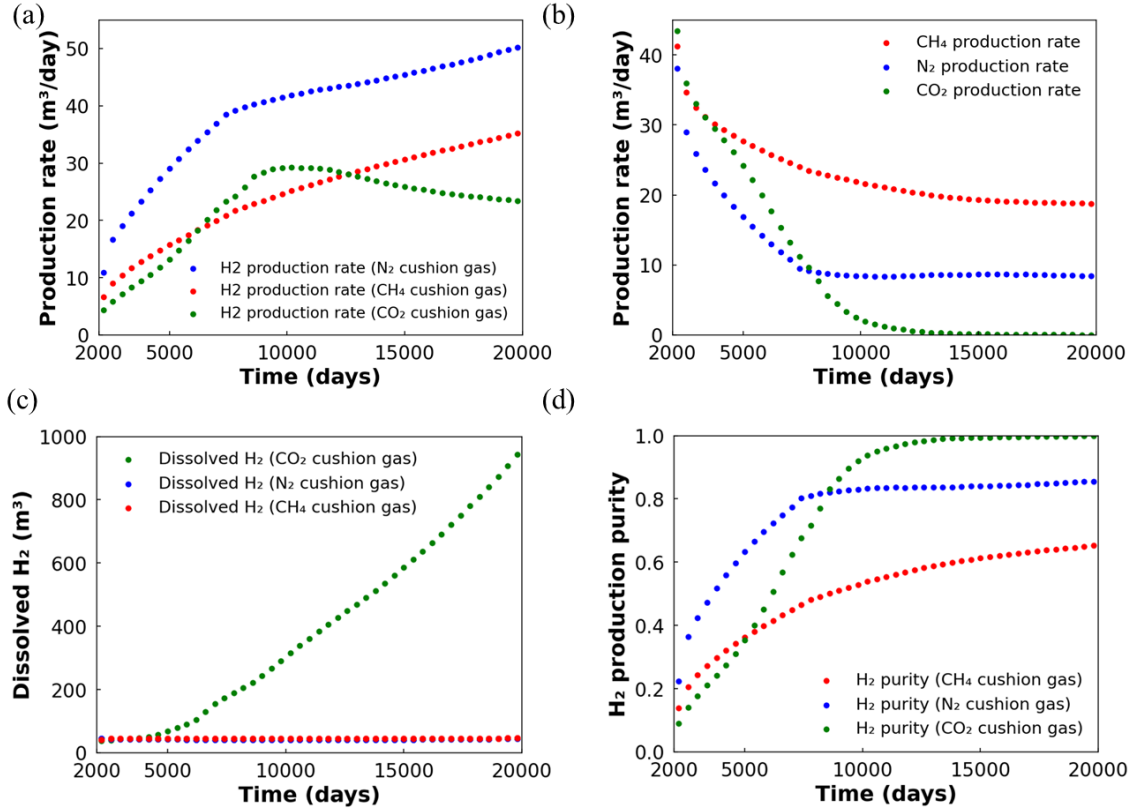 (a)
Production rate (m³/day)
50
40
30
20
10
0
H2 production rate (N₂ cushion gas)
H2 production rate (CH₄ cushion gas)
H2 production rate (CO₂ cushion gas)
2000
5000
10000
15000
20000
Time (days)
(b)
Production rate (m³/day)
40
30
20
10
0
CH₄ production rate
N₂ production rate
CO₂ production rate
2000
5000
10000
15000
20000
Time (days)
(c)
Dissolved H₂ (m³)
1000
800
600
400
200
0
Dissolved H₂ (CO₂ cushion gas)
Dissolved H₂ (N₂ cushion gas)
Dissolved H₂ (CH₄ cushion gas)
2000
5000
10000
15000
20000
Time (days)
(d)
H₂ production purity
1.0
0.8
0.6
0.4
0.2
0.0
H₂ purity (CH₄ cushion gas)
H₂ purity (N₂ cushion gas)
H₂ purity (CO₂ cushion gas)
2000
5000
10000
15000
20000
Time (days)